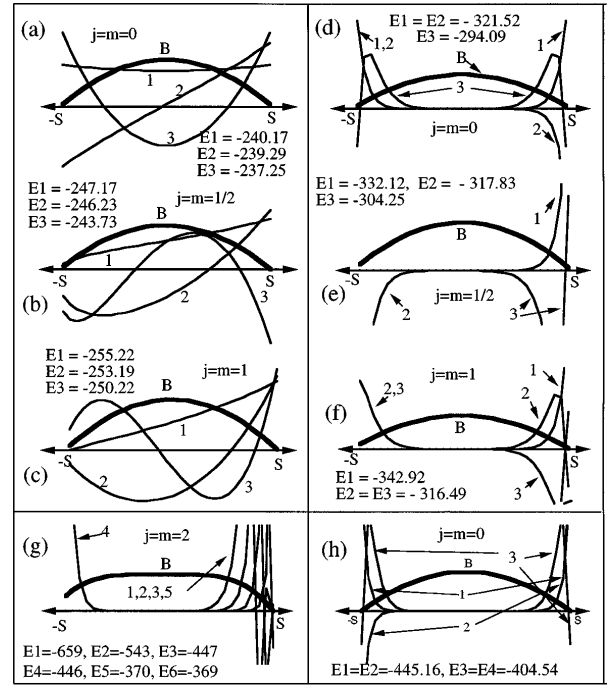 (a)
j=m=0
B
1
2
3
-S
S
E1 = -240.17
E2 = -239.29
E3 = -237.25
E1 = -247.17
E2 = -246.23
E3 = -243.73
j=m=1/2
B
1
2
3
-S
S
(b)
E1 = -255.22
E2 = -253.19
E3 = -250.22
j=m=1
B
1
2
3
-S
S
(c)
(d)
E1 = E2 = - 321.52
E3 = -294.09
1,2
B
1
3
2
-S
S
j=m=0
E1 = -332.12, E2 = - 317.83
E3 = -304.25
1
B
-S
S
2
3
(e)
j=m=1/2
j=m=1
1
2,3
2
B
(f)
-S
S
3
E1 = -342.92
E2 = E3 = - 316.49
(g)
4
j=m=2
B
1,2,3,5
-S
S
E1=-659, E2=-543, E3=-447
E4=-446, E5=-370, E6=-369
(h)
j=m=0
B
3
1
2
-S
S
E1=E2=-445.16, E3=E4=-404.54